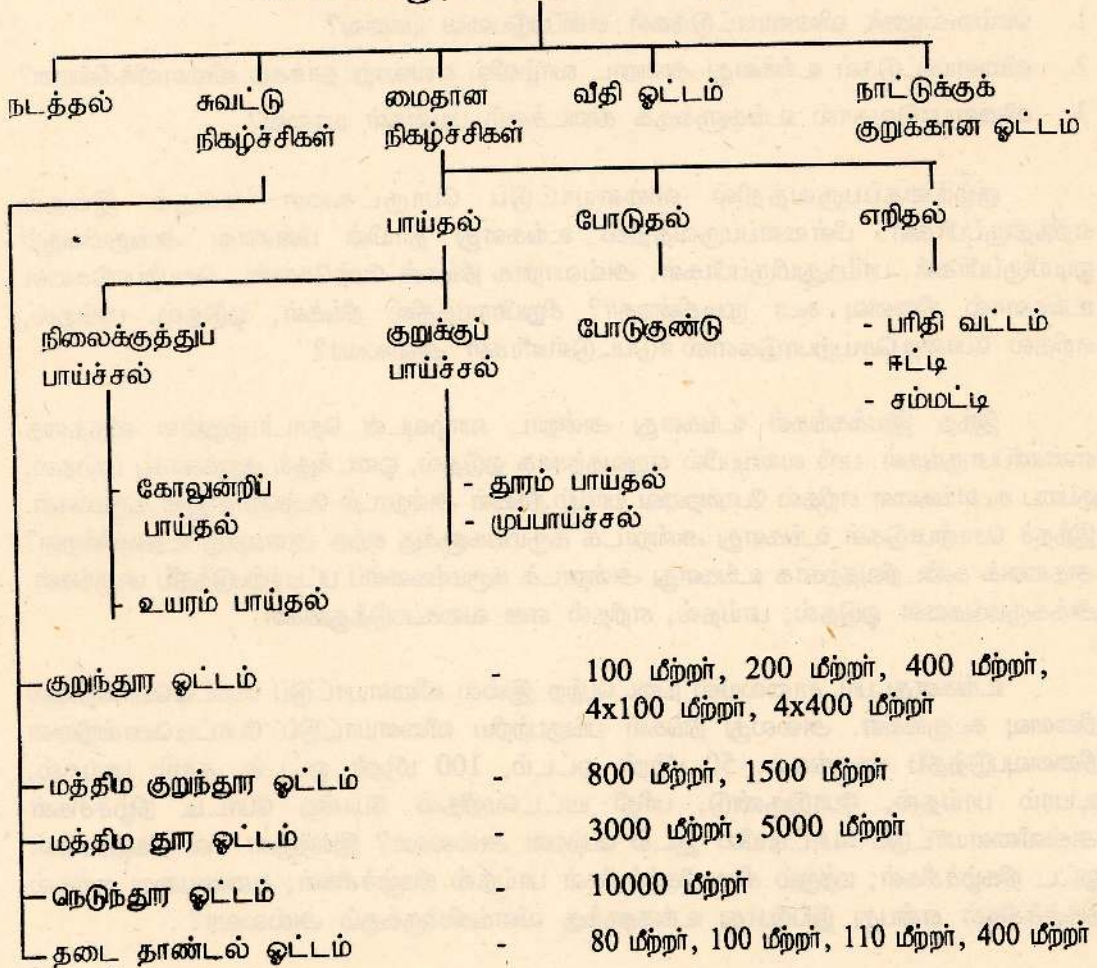 நடத்தல்
சுவட்டு
நிகழ்ச்சிகள்
மைதான
நிகழ்ச்சிகள்
வீதி ஓட்டம்
நாட்டுக்குக்
குறுக்கான ஓட்டம்
பாய்தல்
போடுதல்
எறிதல்
நிலைக்குத்துப்
பாய்ச்சல்
குறுக்குப்
பாய்ச்சல்
போடுகுண்டு
- பரிதி வட்டம்
- ஈட்டி
- சம்மட்டி
- கோலுன்றிப்
பாய்தல்
- உயரம் பாய்தல்
- தூரம் பாய்தல்
- முப்பாய்ச்சல்
குறுந்தூர ஓட்டம் - 100 மீற்றர், 200 மீற்றர், 400 மீற்றர்,
4x100 மீற்றர், 4x400 மீற்றர்
மத்திம குறுந்தூர ஓட்டம் - 800 மீற்றர், 1500 மீற்றர்
மத்திம தூர ஓட்டம் - 3000 மீற்றர், 5000 மீற்றர்
நெடுந்தூர ஓட்டம் - 10000 மீற்றர்
தடை தாண்டல் ஓட்டம் - 80 மீற்றர், 100 மீற்றர், 110 மீற்றர், 400 மீற்றர்